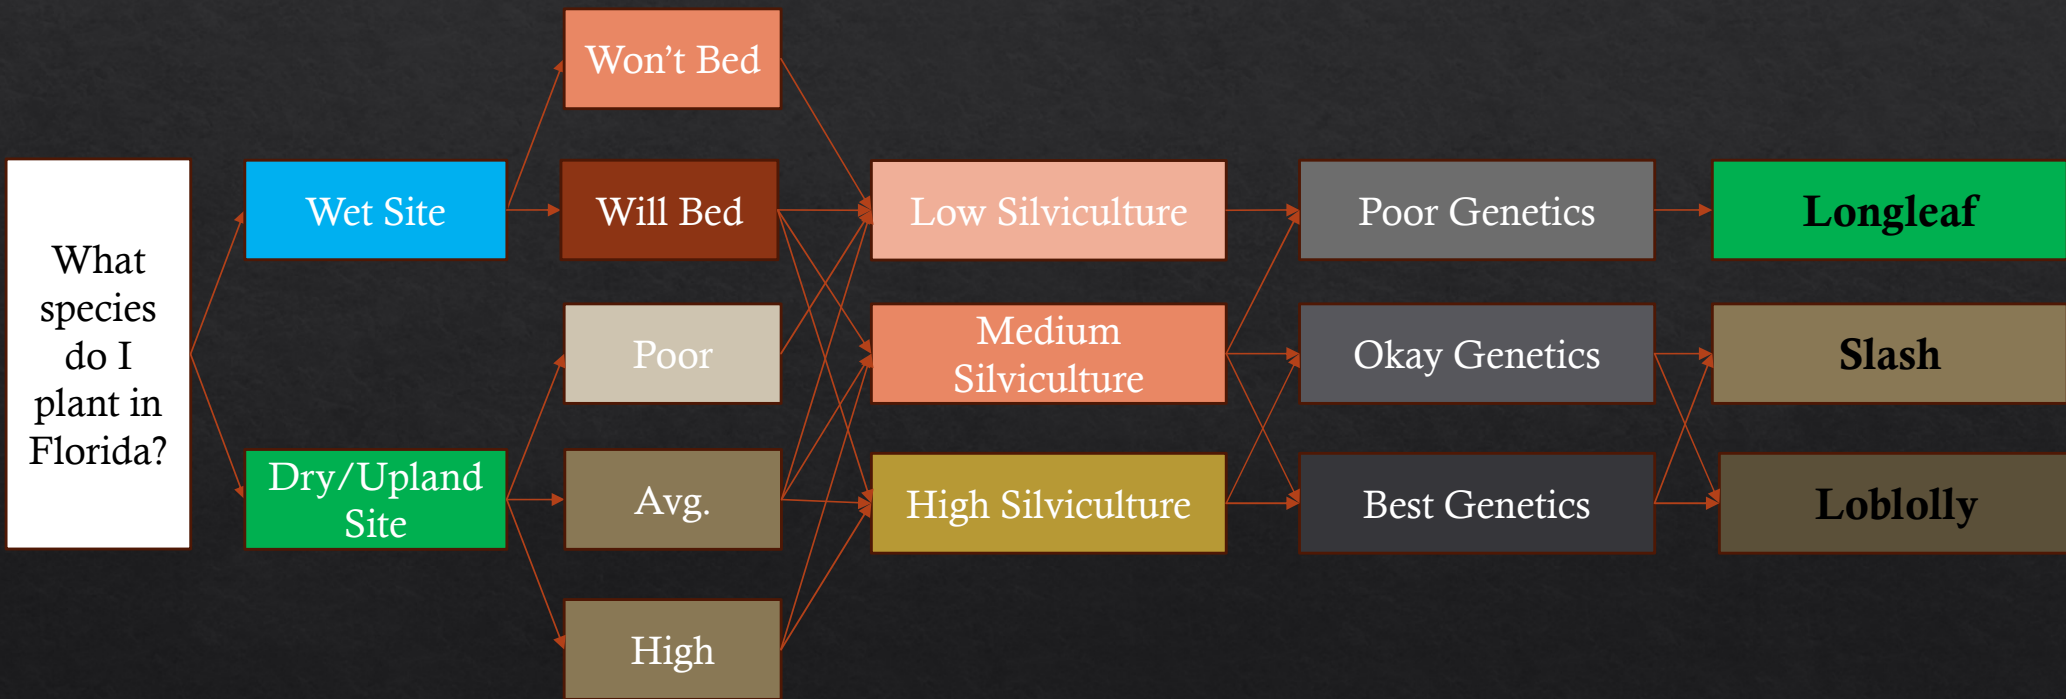 What
species
do I
plant in
Florida?
Wet Site
Dry/Upland
Site
Won't Bed
Will Bed
Poor
Avg.
High
Low Silviculture
Medium
Silviculture
High Silviculture
Poor Genetics
Okay Genetics
Best Genetics
Longleaf
Slash
Loblolly